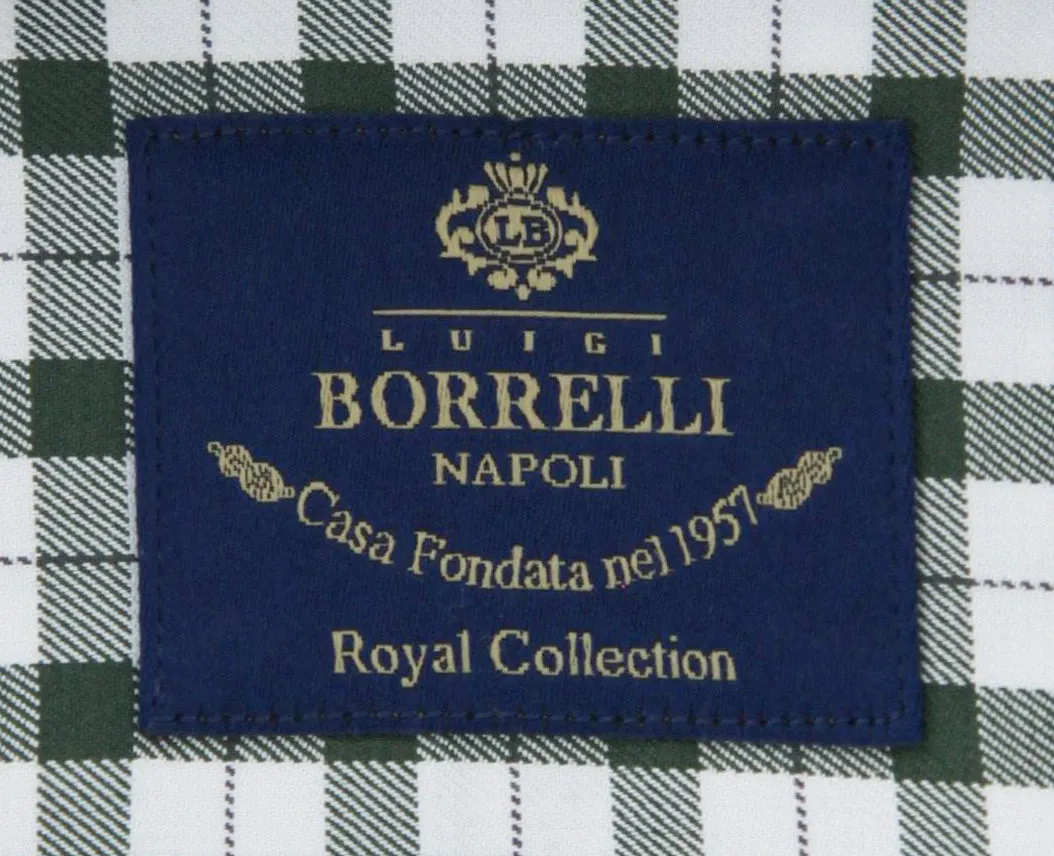 LB
LUIGI
BORRELLI
NAPOLI
Casa Fondata nel 1957
Royal Collection